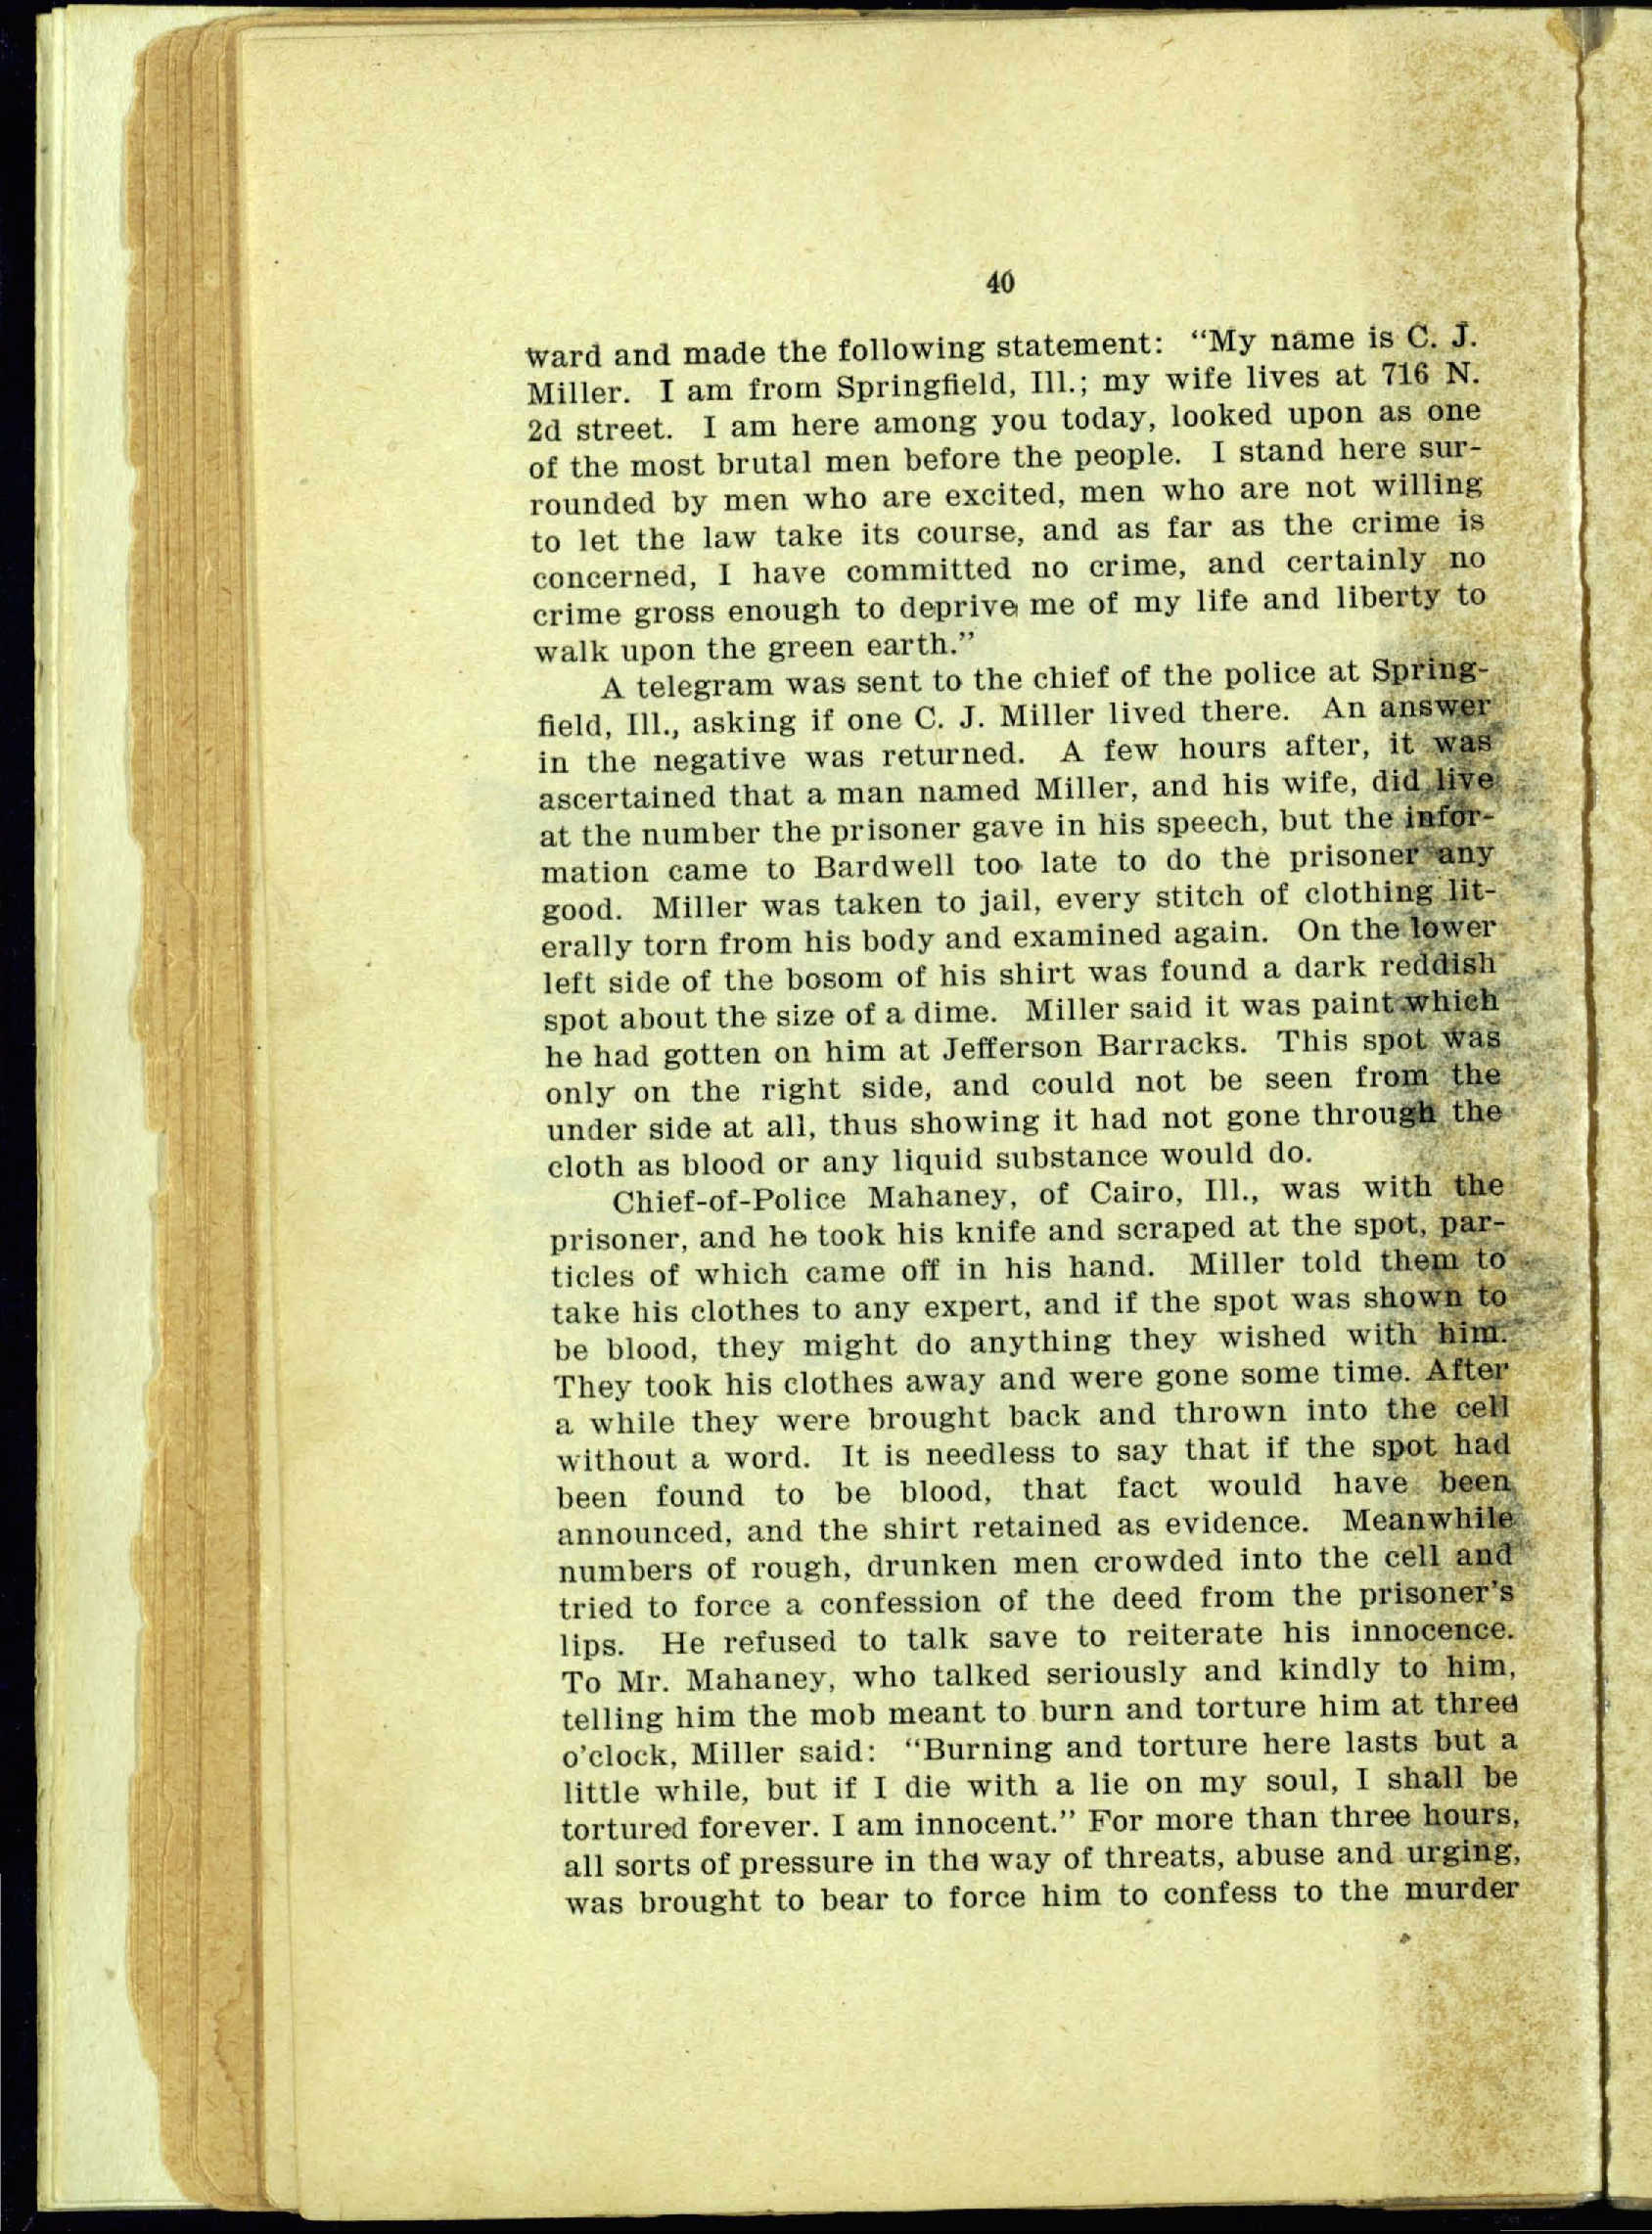 40
ward and made the following statement: “My name is C. J.
Miller. I am from Springfield, Ill.; my wife lives at 716 N.
2d street. I am here among you today, looked upon as one
of the most brutal men before the people. I stand here sur-
rounded by men who are excited, men who are not willing
to let the law take its course, and as far as the crime is
concerned, I have committed no crime, and certainly no
crime gross enough to deprive me of my life and liberty to
walk upon the green earth.”
A telegram was sent to the chief of the police at Spring-
field, Ill., asking if one C. J. Miller lived there. An answer
in the negative was returned. A few hours after, it was
ascertained that a man named Miller, and his wife, did live
at the number the prisoner gave in his speech, but the infor-
mation came to Bardwell too late to do the prisoner any
good. Miller was taken to jail, every stitch of clothing lit-
erally torn from his body and examined again. On the lower
left side of the bosom of his shirt was found a dark reddish
spot about the size of a dime. Miller said it was paint which
he had gotten on him at Jefferson Barracks. This spot was
only on the right side, and could not be seen from the
under side at all, thus showing it had not gone through the
cloth as blood or any liquid substance would do.
Chief-of-Police Mahaney, of Cairo, Ill., was with the
prisoner, and he took his knife and scraped at the spot, par-
ticles of which came off in his hand. Miller told them to
take his clothes to any expert, and if the spot was shown to
be blood, they might do anything they wished with him.
They took his clothes away and were gone some time. After
a while they were brought back and thrown into the cell
without a word. It is needless to say that if the spot had
been found to be blood, that fact would have been
announced, and the shirt retained as evidence. Meanwhile
numbers of rough, drunken men crowded into the cell and
tried to force a confession of the deed from the prisoner's
lips. He refused to talk save to reiterate his innocence.
To Mr. Mahaney, who talked seriously and kindly to him,
telling him the mob meant to burn and torture him at three
o'clock, Miller said: “Burning and torture here lasts but a
little while, but if I die with a lie on my soul, I shall be
tortured forever. I am innocent.” For more than three hours,
all sorts of pressure in the way of threats, abuse and urging,
was brought to bear to force him to confess to the murder